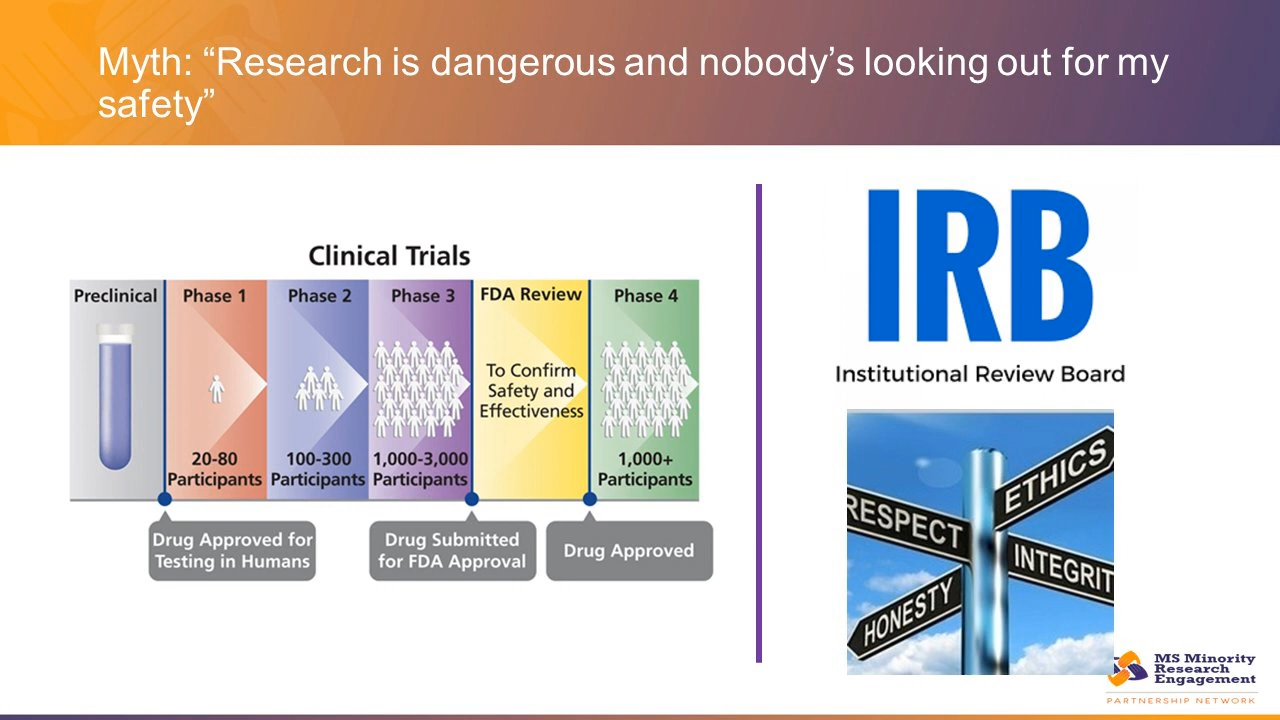 Myth: “Research is dangerous and nobody’s looking out for my
safety”
Clinical Trials
Preclinical
Phase 1
20-80
Participants
Phase 2
100-300
Participants
Phase 3
1,000-3,000
Participants
FDA Review
To Confirm
Safety and
Effectiveness
Phase 4
1,000+
Participants
Drug Approved for
Testing in Humans
Drug Submitted
for FDA Approval
Drug Approved
IRB
Institutional Review Board
ETHICS
RESPECT
INTEGRIT
HONESTY
MS Minority
Research
Engagement
PARTNERSHIP NETWORK